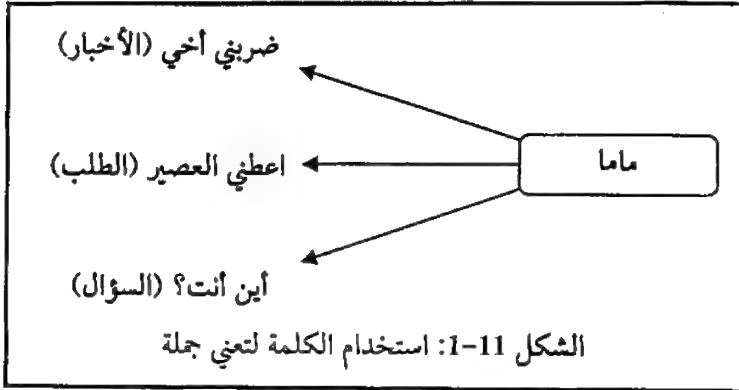 ضربني أخي (الأخبار)
ماما
اعطني العصير (الطلب)
أين أنت؟ (السؤال)
الشكل 11-1: استخدام الكلمة لتعني جملة